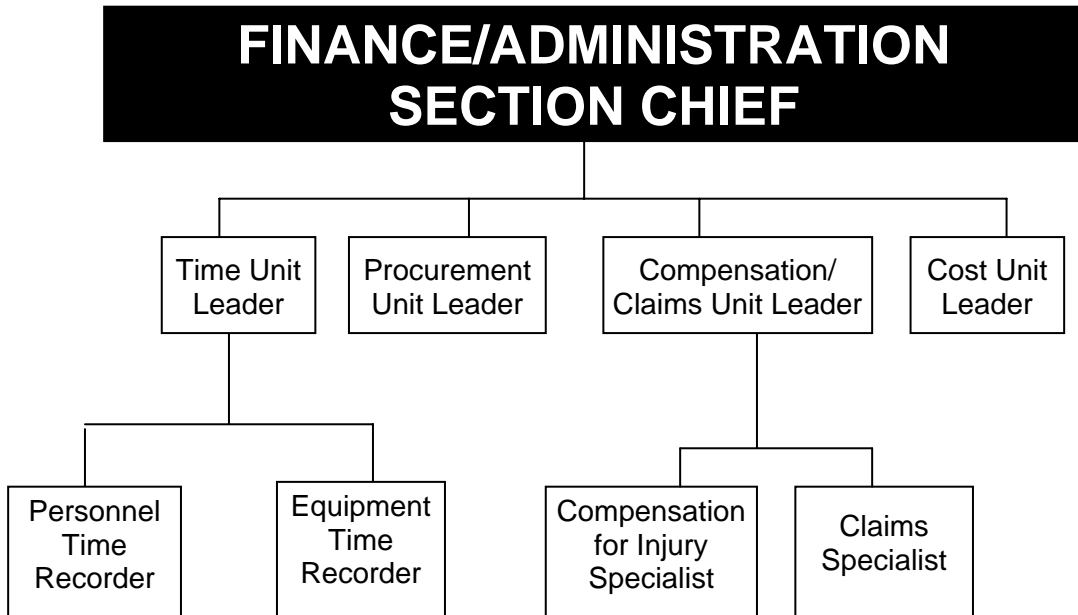 FINANCE/ADMINISTRATION
SECTION CHIEF
Time Unit
Leader
Procurement
Unit Leader
Compensation/
Claims Unit Leader
Cost Unit
Leader
Personnel
Time
Recorder
Equipment
Time
Recorder
Compensation
for Injury
Specialist
Claims
Specialist